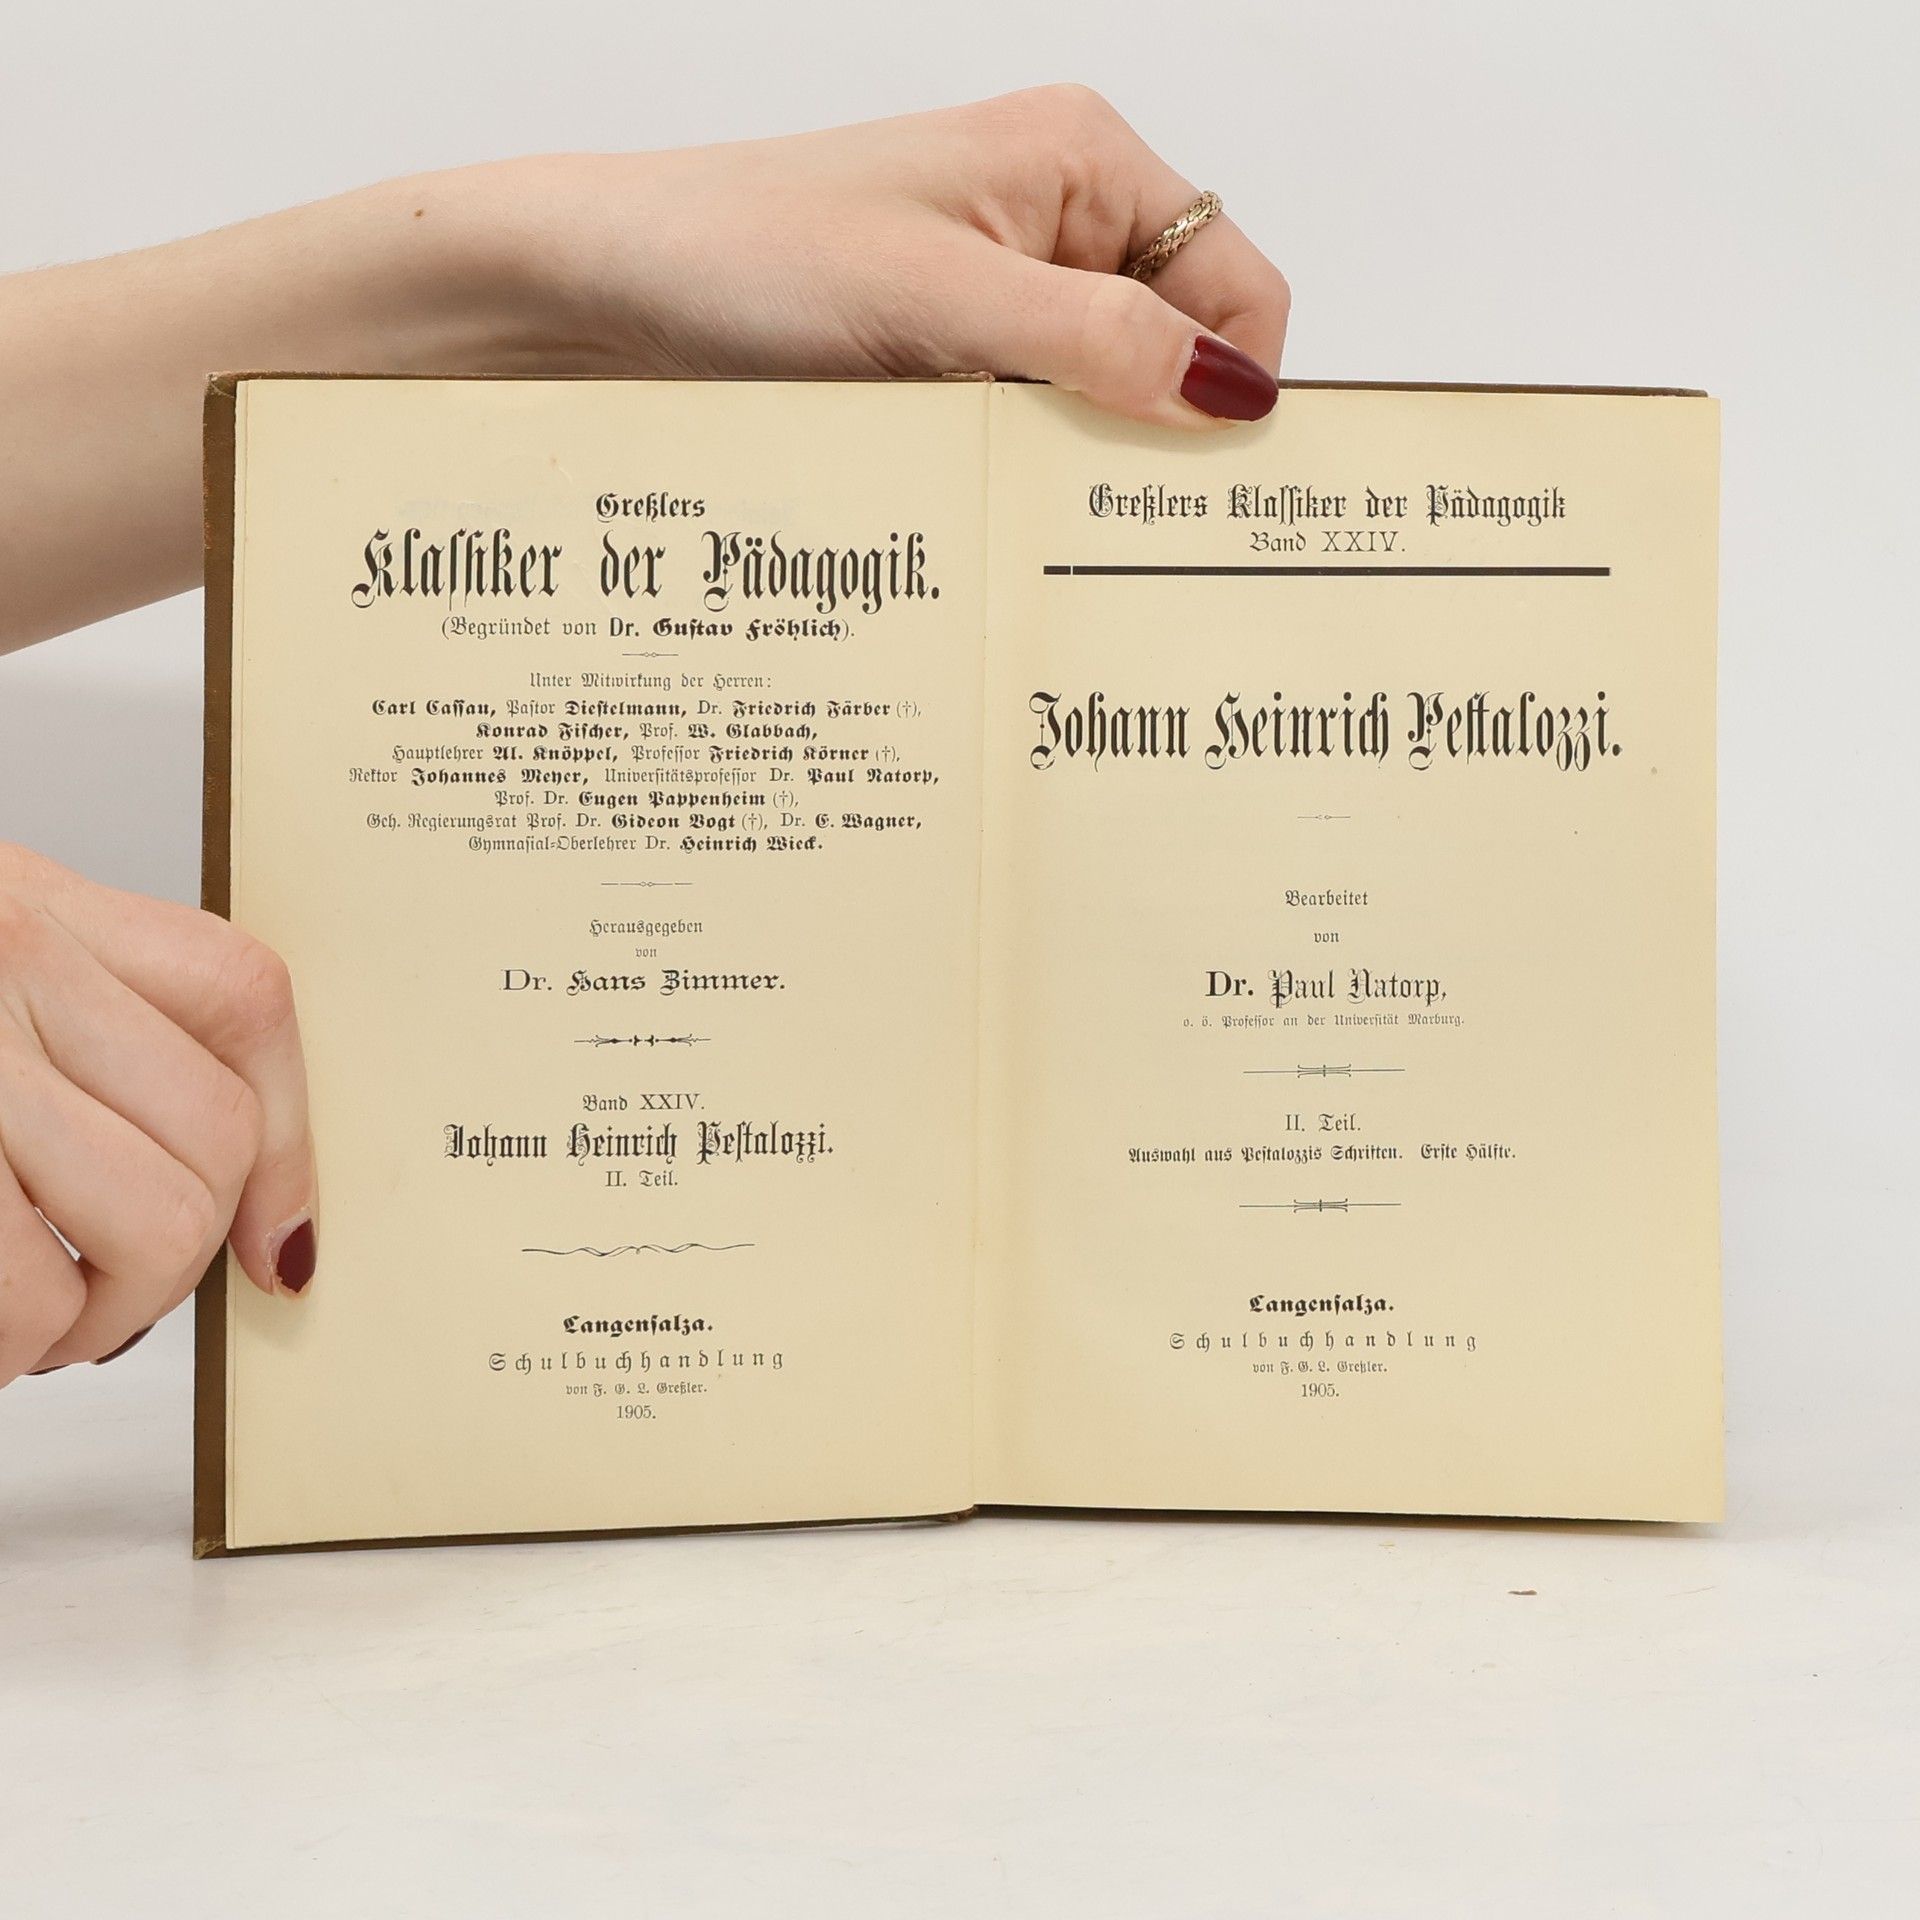 Greßlers
Klassiker der Pädagogik.
(Begründet von Dr. Gustav Fröhlich).
Unter Mitwirkung der Herren:
Carl Cassau, Pastor Diestelmann, Dr. Friedrich Färber (†),
Konrad Fischer, Prof. W. Glabbach,
Hauptlehrer Al. Knöppel, Professor Friedrich Körner (†),
Rektor Johannes Meyer, Universitätsprofessor Dr. Paul Natorp,
Prof. Dr. Eugen Pappenheim (†),
Geh. Regierungsrat Prof. Dr. Gideon Vogt (†), Dr. E. Wagner,
Gymnasial-Oberlehrer Dr. Heinrich Wieck.
Herausgegeben
von
Dr. Hans Zimmer.
Band XXIV.
Johann Heinrich Pestalozzi.
II. Teil.
Langensalza.
Schulbuchhandlung
von F. G. L. Greßler.
1905.
Greßlers Klassiker der Pädagogik
Band XXIV.
Johann Heinrich Pestalozzi.
Bearbeitet
von
Dr. Paul Natorp,
o. ö. Professor an der Universität Marburg.
II. Teil.
Auswahl aus Pestalozzis Schriften. Erste Hälfte.
Langensalza.
Schulbuchhandlung
von F. G. L. Greßler.
1905.